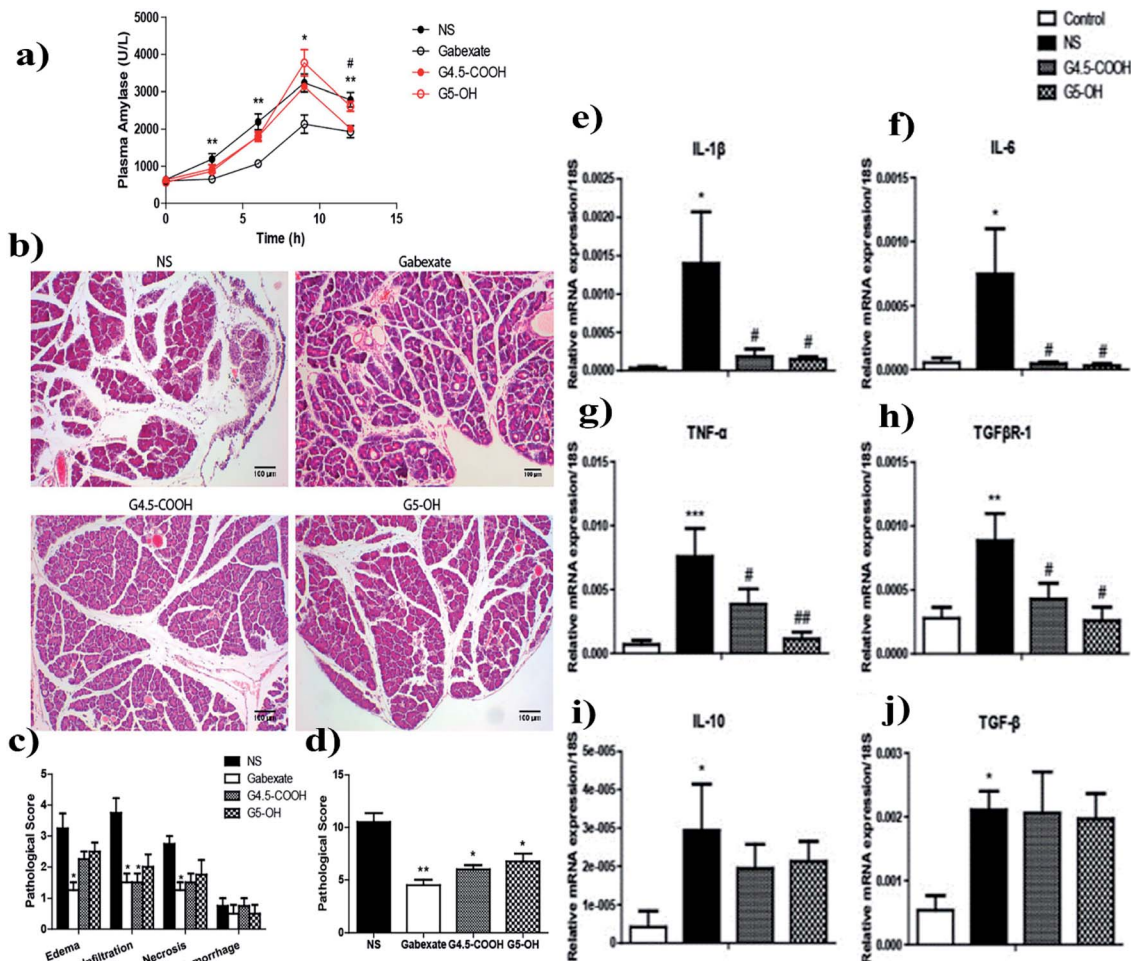 a)
Plasma Amylase (U/L)
5000
4000
3000
2000
1000
0
0 5 10 15
Time (h)
NS
Gabexate
G4.5-COOH
G5-OH
**
**
*
#
**
b)
NS
Gabexate
100 μm
100 μm
G4.5-COOH
G5-OH
100 μm
100 μm
c)
Pathological Score
5
4
3
2
1
0
NS
Gabexate
G4.5-COOH
G5-OH
*
* *
*
Edema
Necrosis
d)
Pathological Score
15
10
5
0
**
*
*
NS Gabexate G4.5-COOH G5-OH
Control
NS
G4.5-COOH
G5-OH
e)
IL-1β
Relative mRNA expression/18S
0.0025
0.0020
0.0015
0.0010
0.0005
0.0000
*
#
#
f)
IL-6
Relative mRNA expression/18S
0.0015
0.0010
0.0005
0.0000
*
#
#
g)
TNF-α
Relative mRNA expression/18S
0.015
0.010
0.005
0.000
***
#
##
h)
TGFβR-1
Relative mRNA expression/18S
0.0015
0.0010
0.0005
0.0000
**
#
#
i)
IL-10
Relative mRNA expression/18S
5e-005
4e-005
3e-005
2e-005
1e-005
0
*
j)
TGF-β
Relative mRNA expression/18S
0.003
0.002
0.001
0.000
*